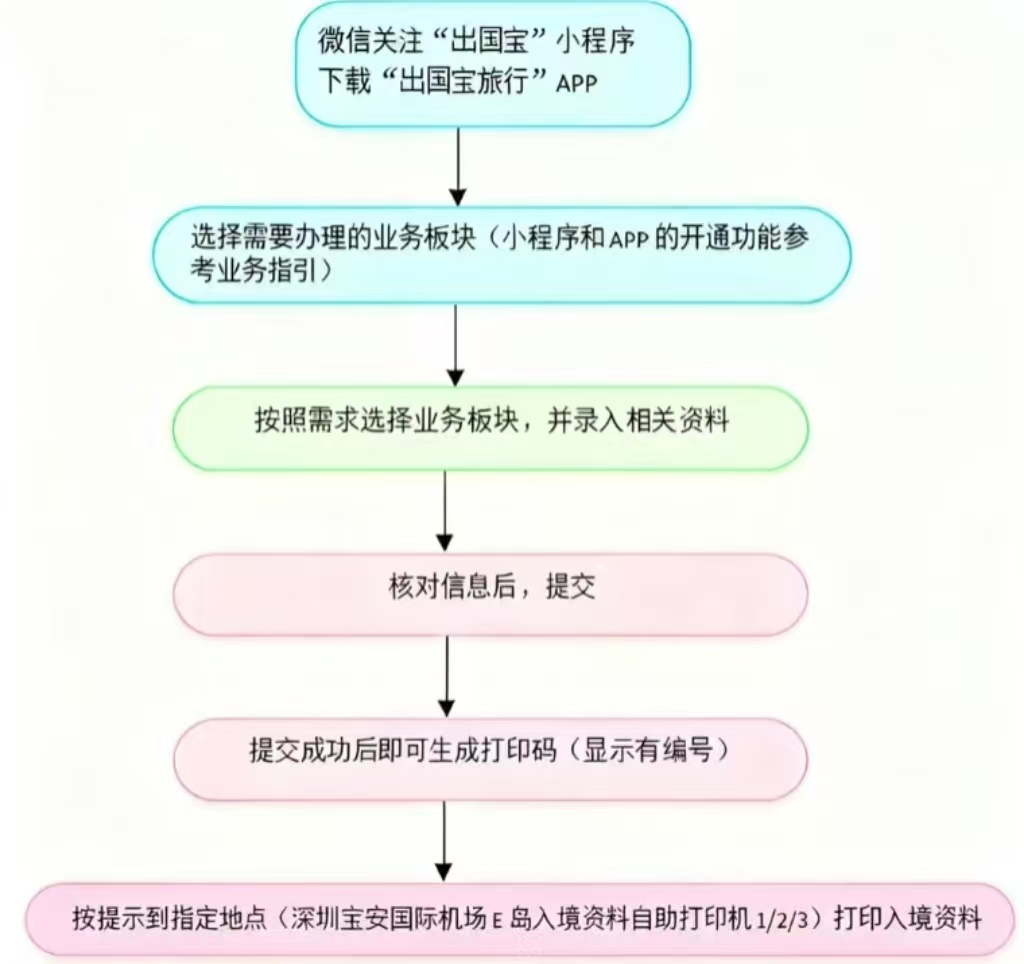 微信关注“出国宝”小程序
下载“出国宝旅行”APP
选择需要办理的业务板块（小程序和APP的开通功能参
考业务指引）
按照需求选择业务板块，并录入相关资料
核对信息后，提交
提交成功后即可生成打印码（显示有编号）
按提示到指定地点（深圳宝安国际机场E岛入境资料自助打印机1/2/3）打印入境资料